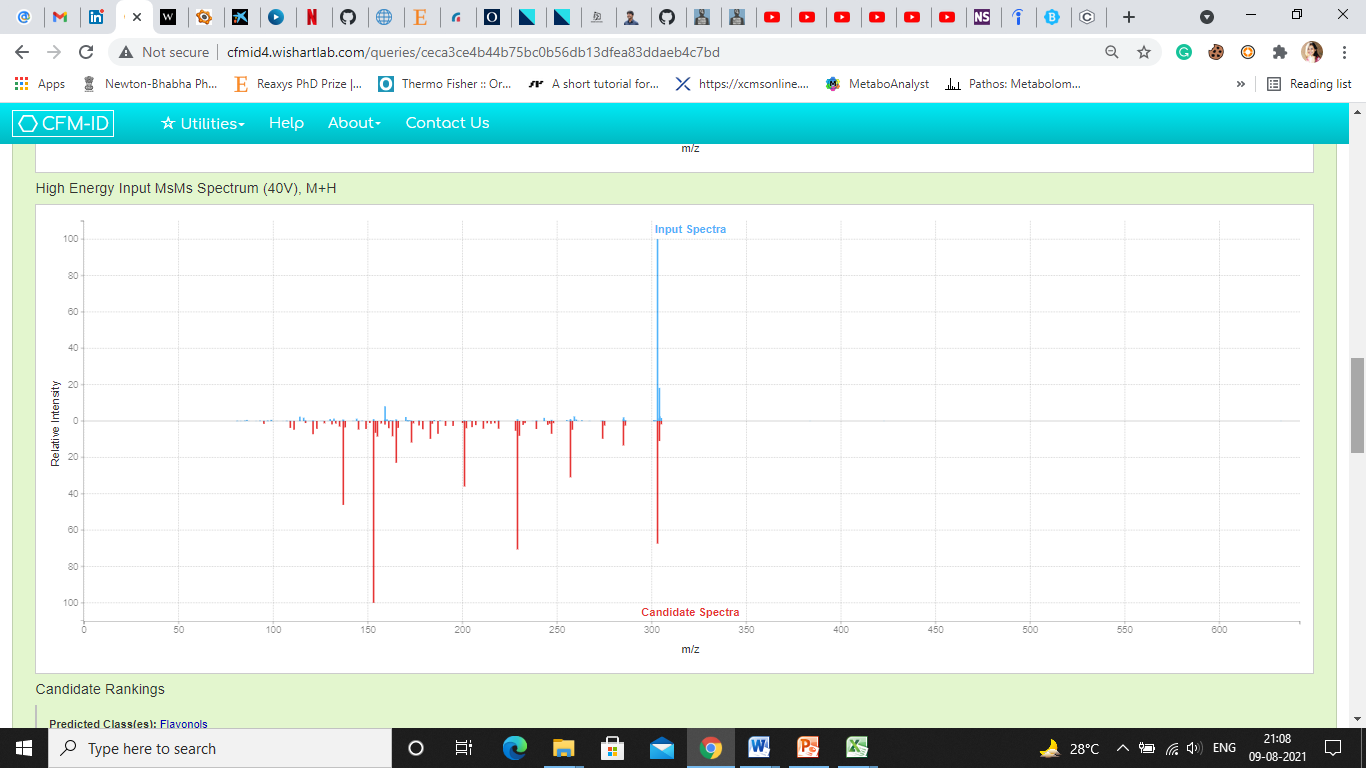 Not secure cfmid4.wishartlab.com/queries/ceca3ce4b44b75bc0b56db13dfea83ddaeb4c7bd
Apps Newton-Bhabha Ph... Reaxys PhD Prize |... Thermo Fisher :: Or... A short tutorial for... https://xcmsonline.... MetaboAnalyst Pathos: Metabolom... » Reading list
CFM-ID ☆ Utilities Help About Contact Us
m/z
High Energy Input MsMs Spectrum (40V), M+H
Input Spectra
100
80
60
40
20
0
20
40
60
80
100
Relative Intensity
Candidate Spectra
0 50 100 150 200 250 300 350 400 450 500 550 600
m/z
Candidate Rankings
Predicted Class(es): Flavonols
Type here to search 28°C ENG 21:08
09-08-2021